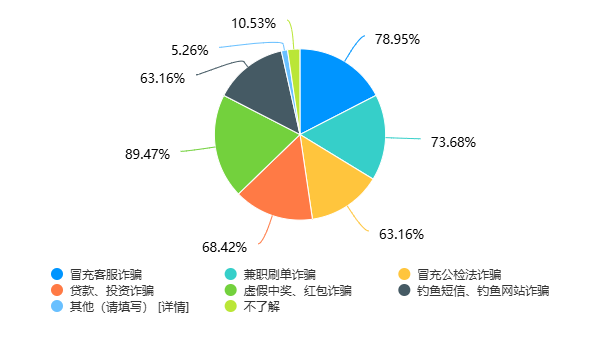 10.53%
78.95%
5.26%
63.16%
73.68%
89.47%
63.16%
68.42%
冒充客服诈骗 兼职刷单诈骗 冒充公检法诈骗
贷款、投资诈骗 虚假中奖、红包诈骗 钓鱼短信、钓鱼网站诈骗
其他（请填写） [详情] 不了解